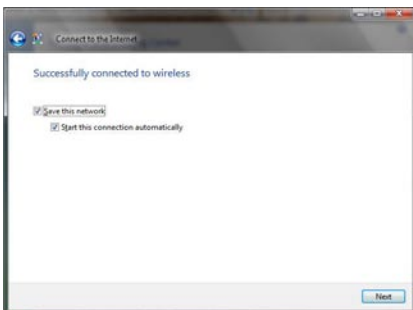 Connect to the Internet
Successfully connected to wireless
Save this network
Start this connection automatically
Next